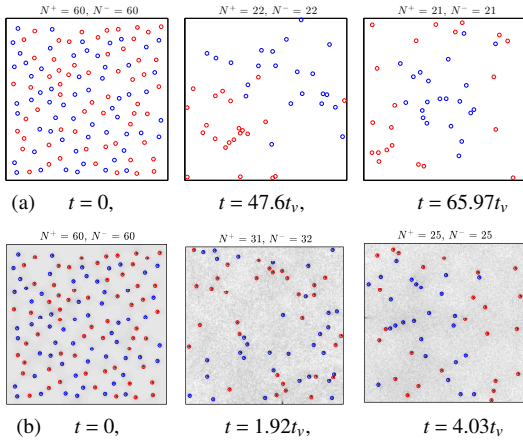 N⁺ = 60, N⁻ = 60 N⁺ = 22, N⁻ = 22 N⁺ = 21, N⁻ = 21
(a) t = 0, t = 47.6tᵥ, t = 65.97tᵥ
N⁺ = 60, N⁻ = 60 N⁺ = 31, N⁻ = 32 N⁺ = 25, N⁻ = 25
(b) t = 0, t = 1.92tᵥ, t = 4.03tᵥ